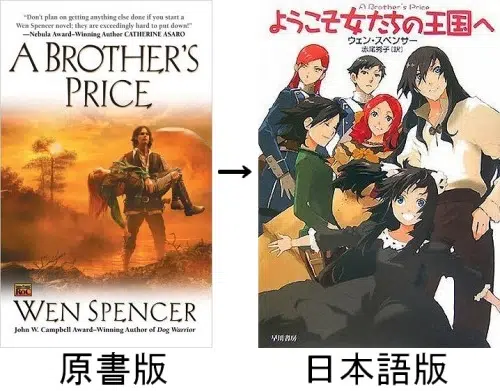 "Don't plan on getting anything else done if you start a
Wen Spencer novel; they are exceedingly hard to put down!"
—Nebula Award–Winning Author CATHERINE ASARO
A BROTHER'S
PRICE
ROC
WEN SPENCER
John W. Campbell Award–Winning Author of Dog Warrior
原書版
→
A Brother's Price
ようこそ女たちの王国へ
ウェン・スペンサー
赤尾秀子[訳]
早川書房
日本語版